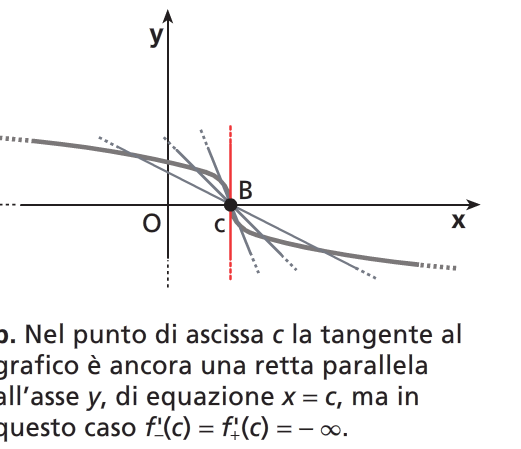 y
B
O
c
x
b. Nel punto di ascissa c la tangente al
grafico è ancora una retta parallela
all'asse y, di equazione x = c, ma in
questo caso f'₋(c) = f'₊(c) = − ∞.